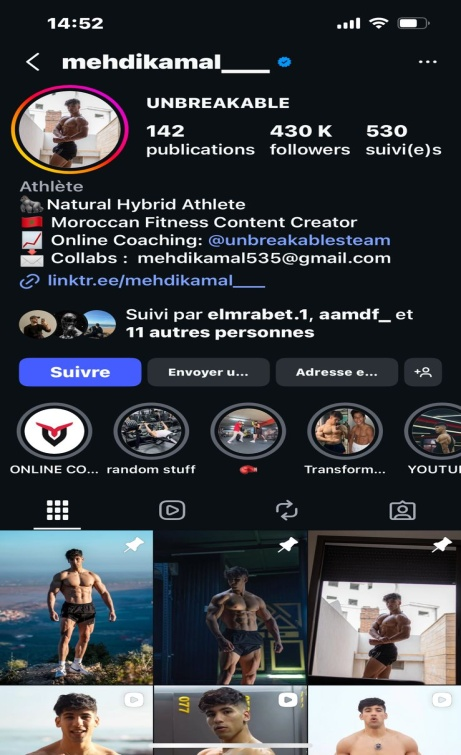 14:52
mehdikamal____
UNBREAKABLE
142 430 K 530
publications followers suivi(e)s
Athlète
Natural Hybrid Athlete
Moroccan Fitness Content Creator
Online Coaching: @unbreakablesteam
Collabs : mehdikamal535@gmail.com
linktr.ee/mehdikamal____
Suivi par elmrabet.1, aamdf_ et
11 autres personnes
Suivre Envoyer u... Adresse e...
ONLINE CO... random stuff Transform... YOUTU
077